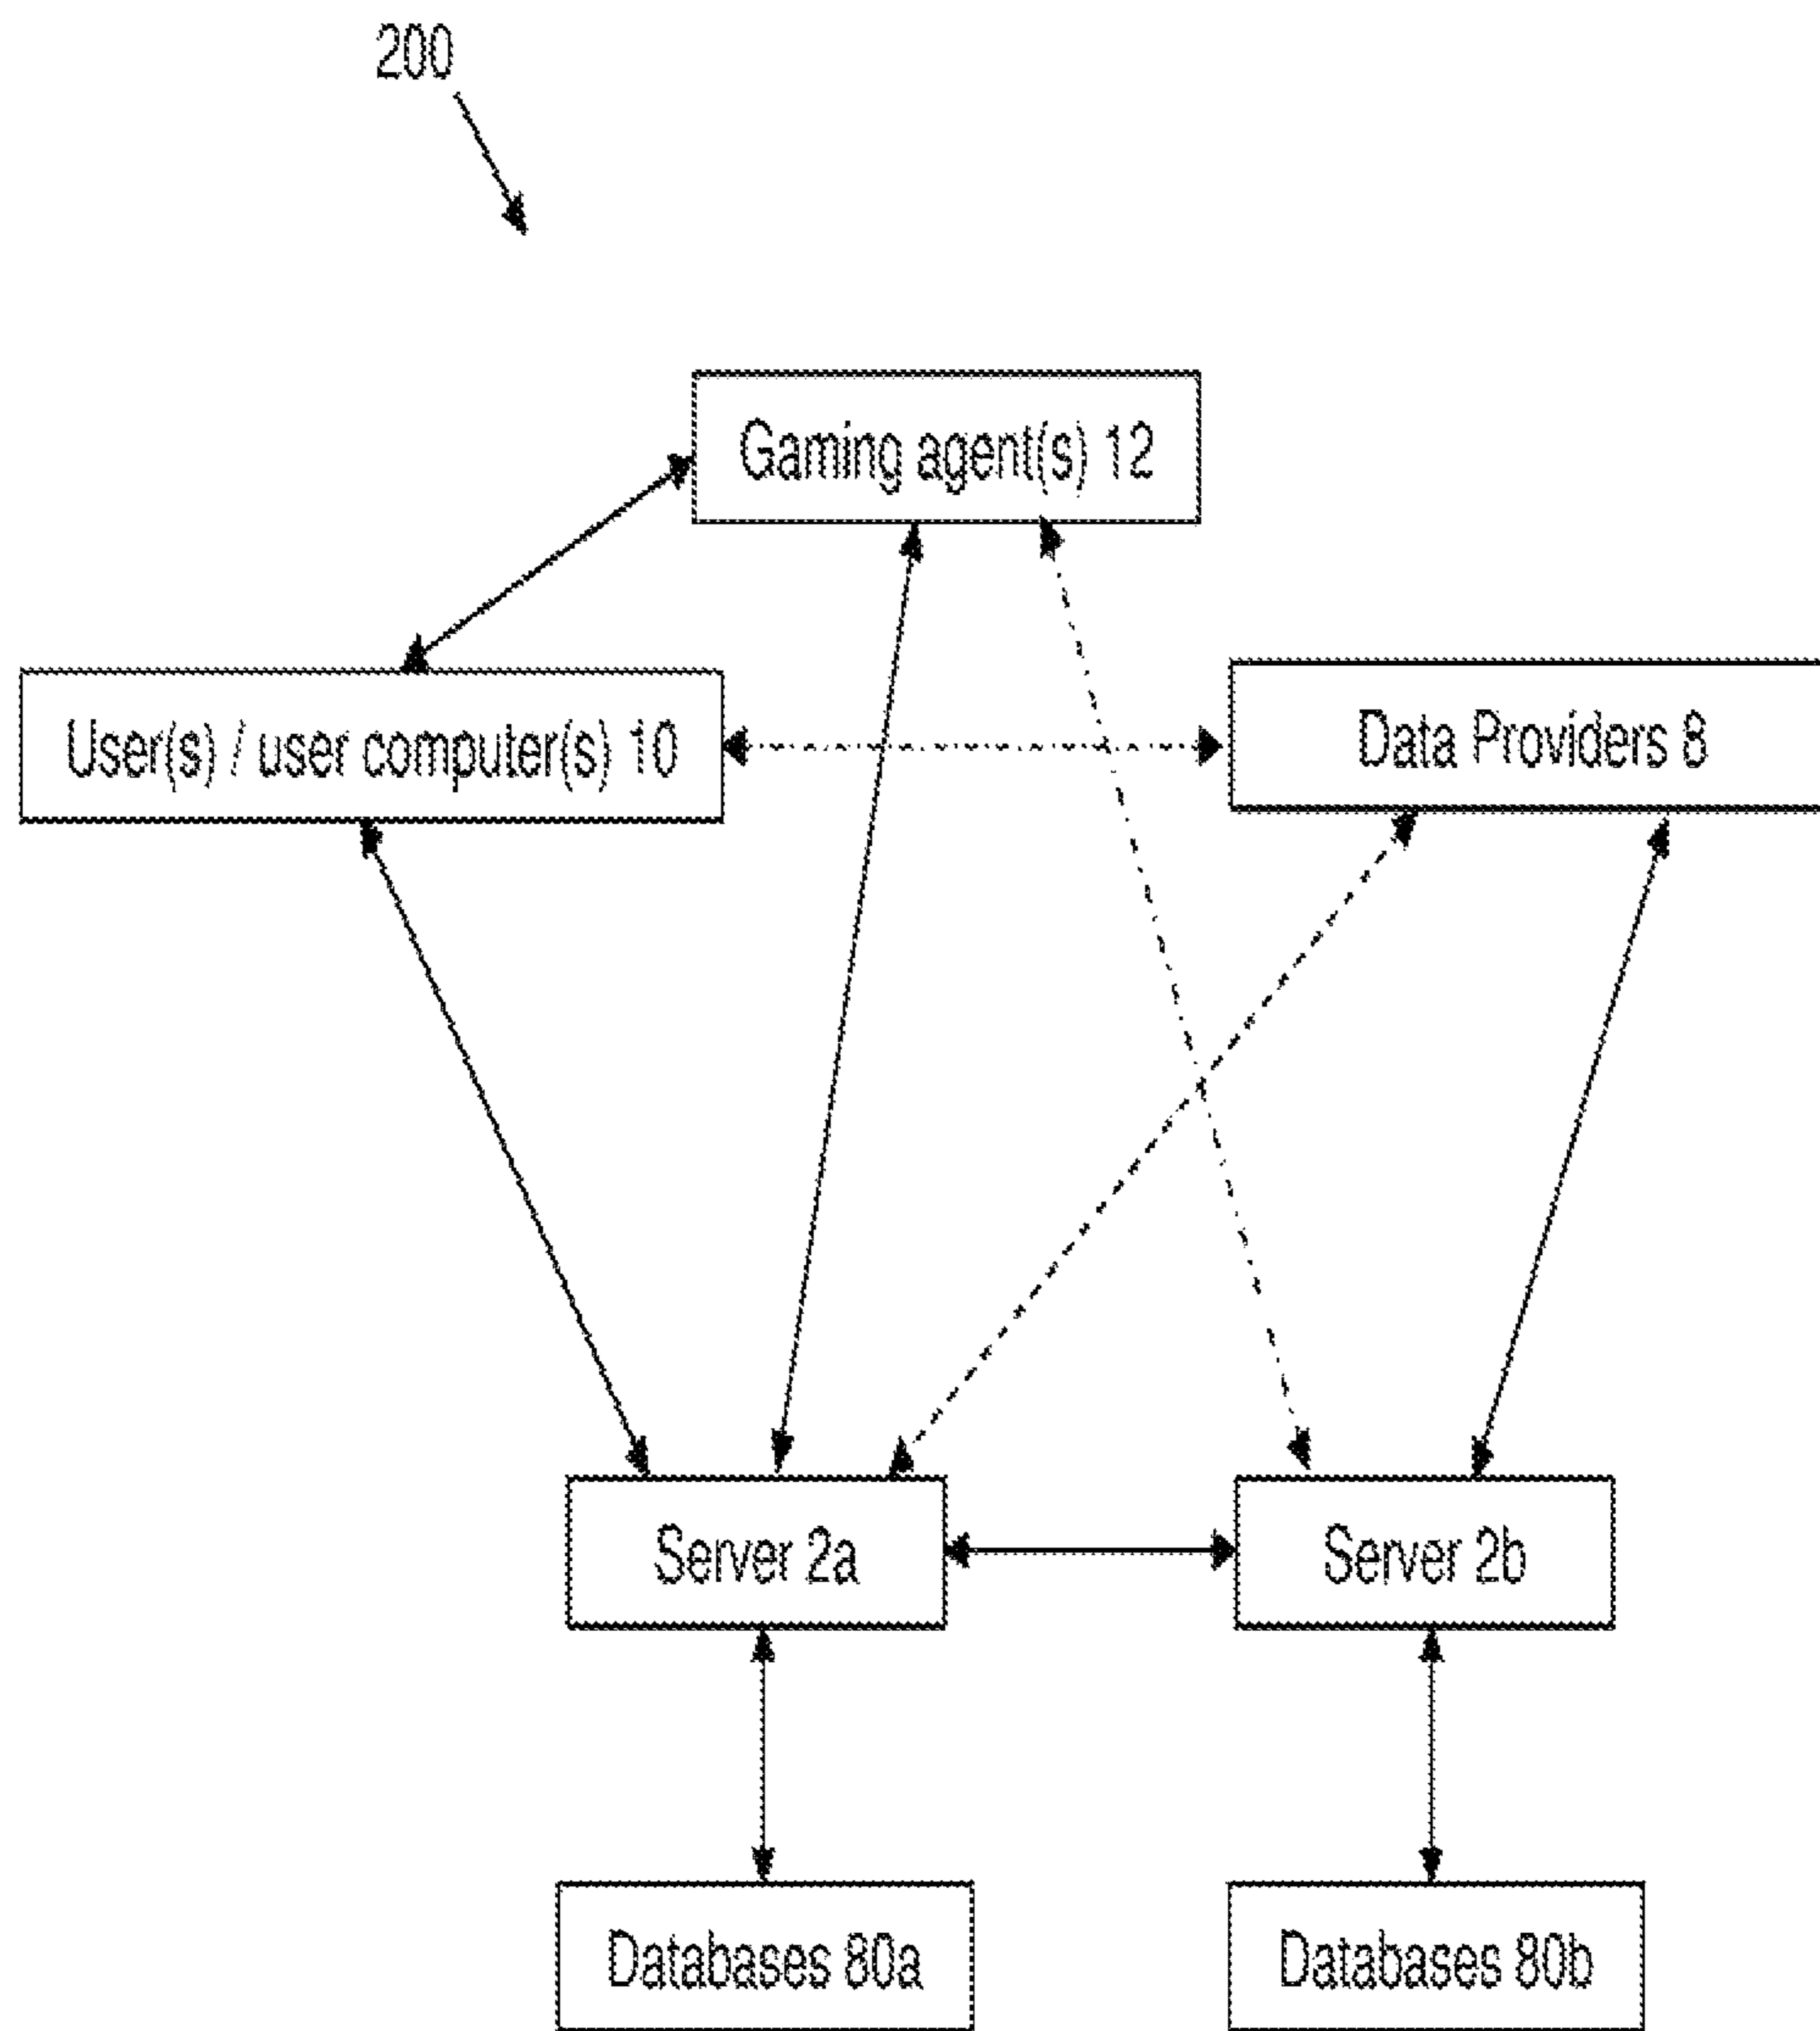 200
Gaming agent(s) 12
User(s) / user computer(s) 10
Data Providers 8
Server 2a
Server 2b
Databases 80a
Databases 80b